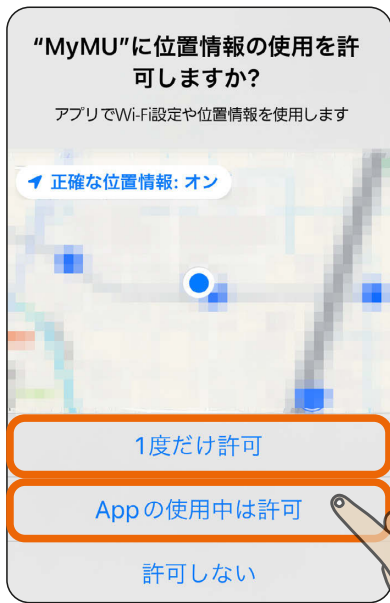 “MyMU”に位置情報の使用を許
可しますか?
アプリでWi-Fi設定や位置情報を使用します
正確な位置情報: オン
1度だけ許可
Appの使用中は許可
許可しない